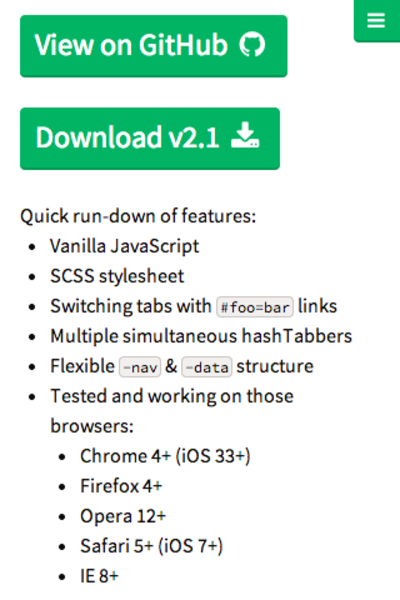 View on GitHub
Download v2.1
Quick run-down of features:
Vanilla JavaScript
SCSS stylesheet
Switching tabs with #foo=bar links
Multiple simultaneous hashTabbers
Flexible -nav & -data structure
Tested and working on those
browsers:
Chrome 4+ (iOS 33+)
Firefox 4+
Opera 12+
Safari 5+ (iOS 7+)
IE 8+